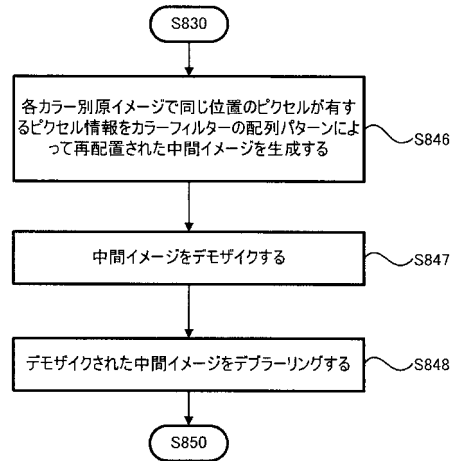 S830
各カラー別原イメージで同じ位置のピクセルが有す
るピクセル情報をカラーフィルターの配列パターンによ
って再配置された中間イメージを生成する
S846
中間イメージをデモザイクする
S847
デモザイクされた中間イメージをデブラーリングする
S848
S850